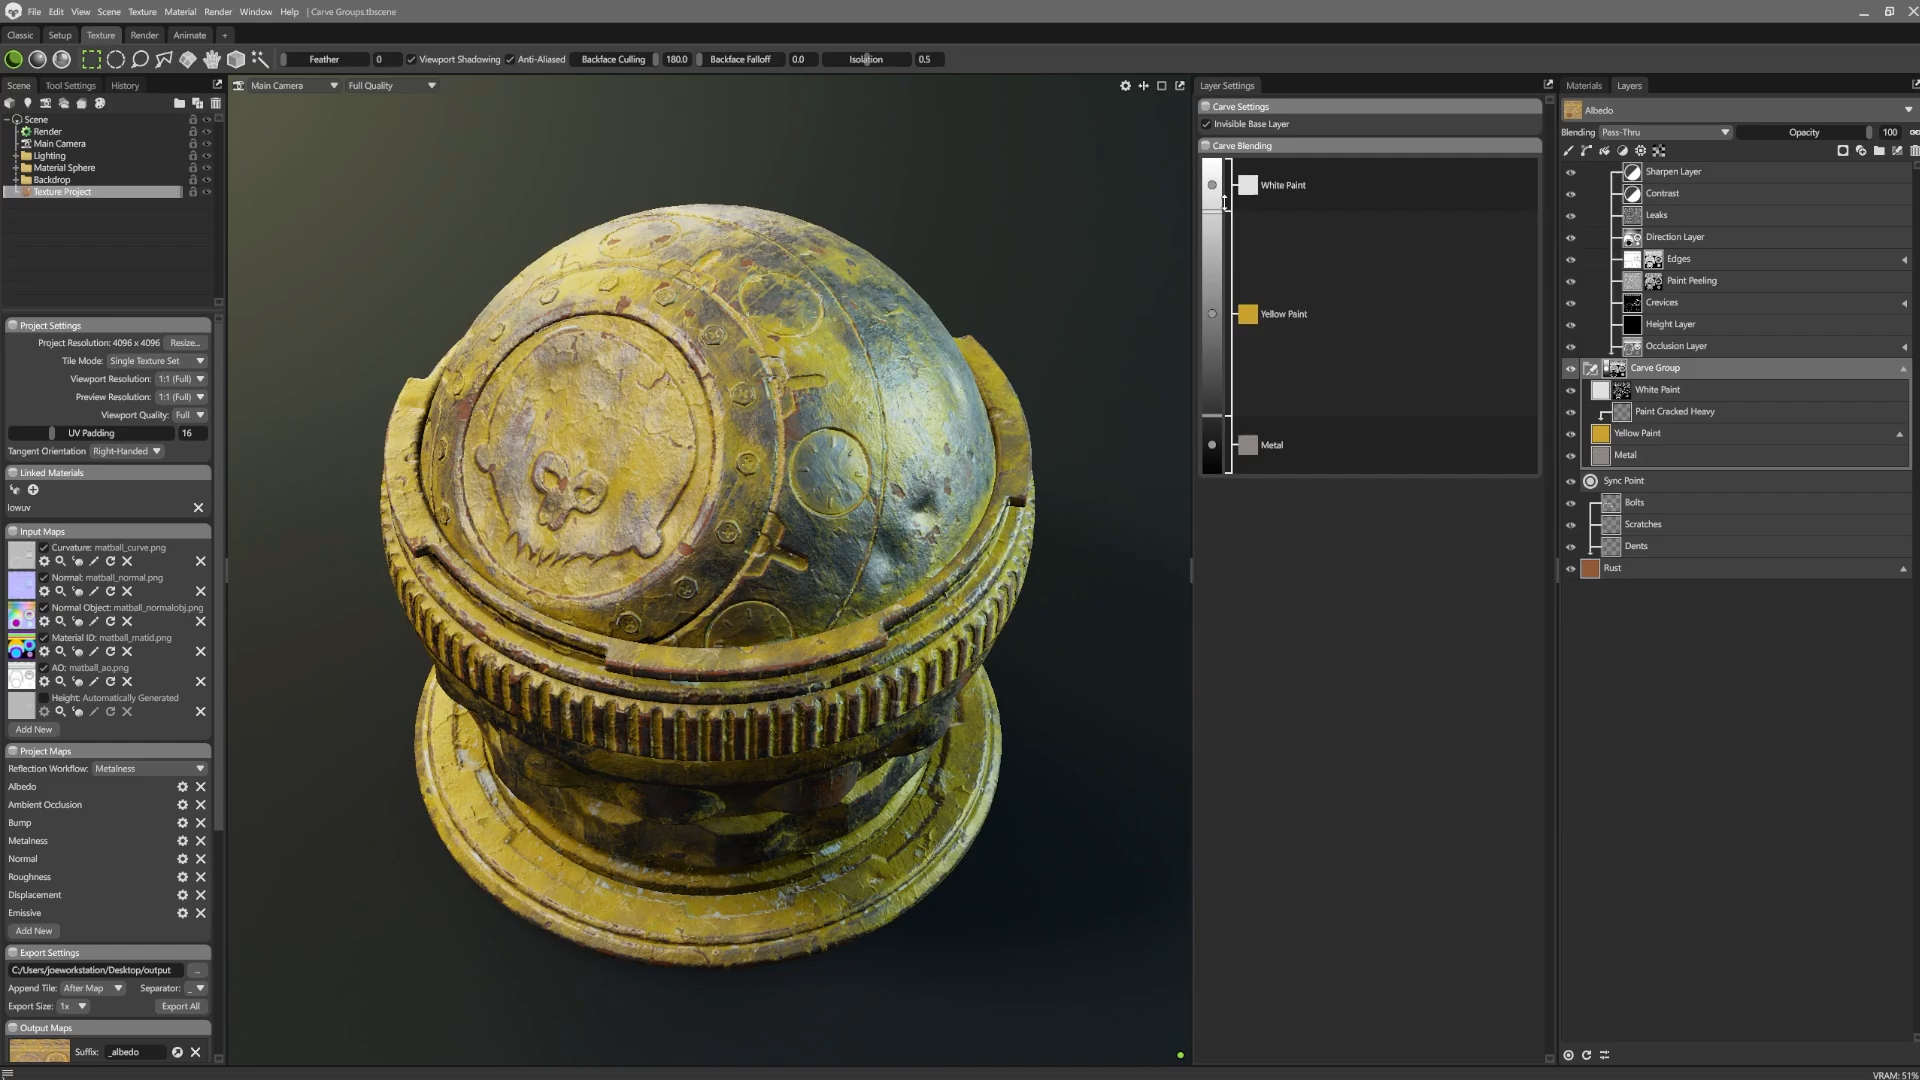 File Edit View Scene Texture Material Render Window Help | Carve Groups.tbscene
Classic Setup Texture Render Animate +
Feather 0 Viewport Shadowing Anti-Aliased Backface Culling 180.0 Backface Falloff 0.0 Isolation 0.5
Scene Tool Settings History
Scene
Render
Main Camera
Lighting
Material Sphere
Backdrop
Texture Project
Project Settings
Project Resolution: 4096 x 4096 Resize...
Tile Mode: Single Texture Set
Viewport Resolution: 1:1 (Full)
Preview Resolution: 1:1 (Full)
Viewport Quality: Full
UV Padding 16
Tangent Orientation Right-Handed
Linked Materials
lowuv
Input Maps
Curvature: matball_curve.png
Normal: matball_normal.png
Normal Object: matball_normalobj.png
Material ID: matball_matid.png
AO: matball_ao.png
Height: Automatically Generated
Add New
Project Maps
Reflection Workflow: Metalness
Albedo
Ambient Occlusion
Bump
Metalness
Normal
Roughness
Displacement
Emissive
Add New
Export Settings
C:/Users/joeworkstation/Desktop/output ...
Append Tile: After Map Separator: _
Export Size: 1x Export All
Output Maps
Suffix: _albedo
Main Camera Full Quality
Layer Settings
Carve Settings
Invisible Base Layer
Carve Blending
White Paint
Yellow Paint
Metal
Materials Layers
Albedo
Blending Pass-Thru Opacity 100
Sharpen Layer
Contrast
Leaks
Direction Layer
Edges
Paint Peeling
Crevices
Height Layer
Occlusion Layer
Carve Group
White Paint
Paint Cracked Heavy
Yellow Paint
Metal
Sync Point
Bolts
Scratches
Dents
Rust
VRAM: 51%